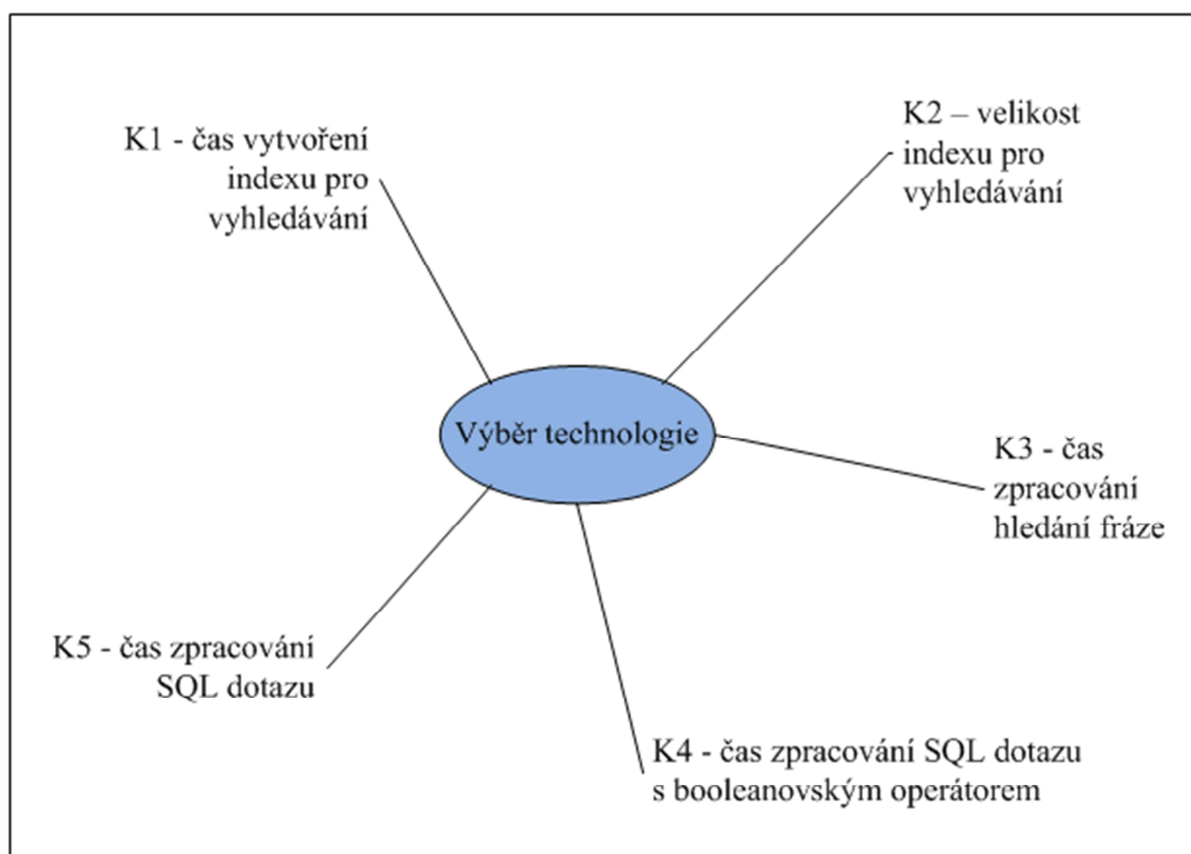 K1 - čas vytvoření
indexu pro
vyhledávání
K2 – velikost
indexu pro
vyhledávání
Výběr technologie
K3 - čas
zpracování
hledání fráze
K5 - čas zpracování
SQL dotazu
K4 - čas zpracování SQL dotazu
s booleanovským operátorem